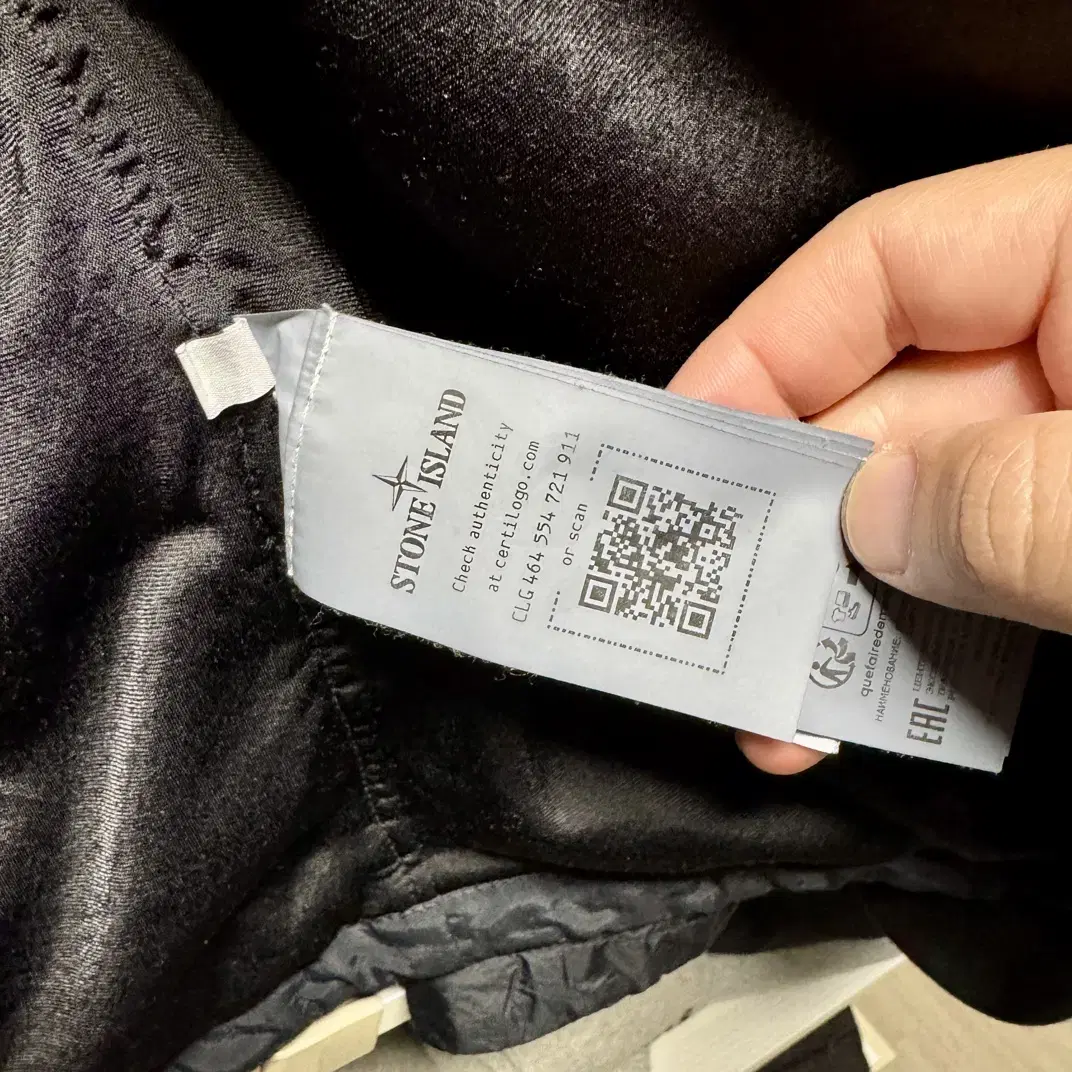 STONE ISLAND
Check authenticity
at certilogo.com
CLG 464 554 721 911
or scan
quefairedem
НАИМЕНОВАНИЕ:
EAC